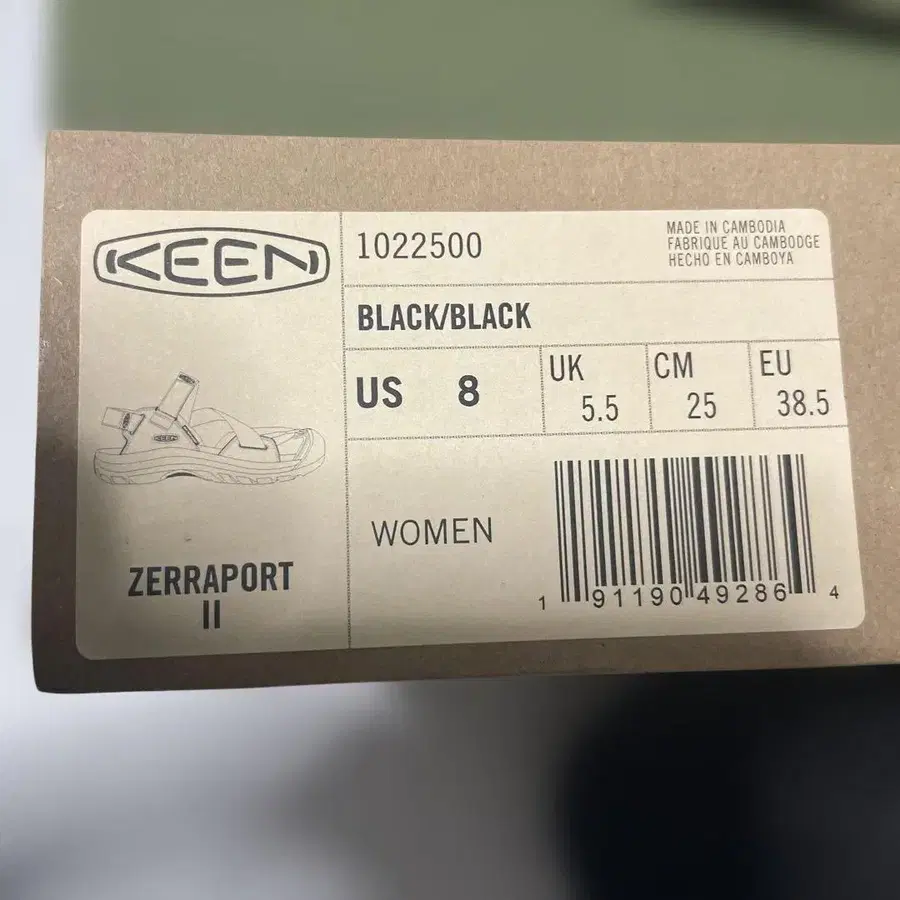 KEEN
1022500
MADE IN CAMBODIA
FABRIQUE AU CAMBODGE
HECHO EN CAMBOYA
BLACK/BLACK
US 8
UK 5.5
CM 25
EU 38.5
KEEN
ZERRAPORT
II
WOMEN
1 91190 49286 4